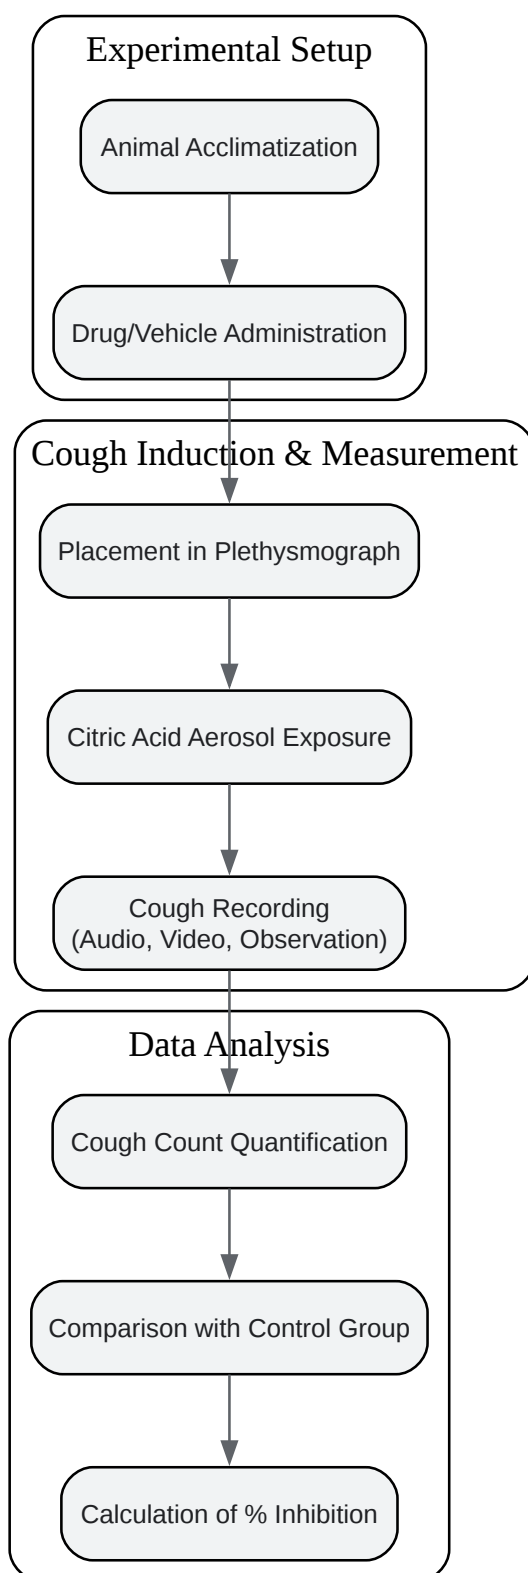 Experimental Setup
Animal Acclimatization
Drug/Vehicle Administration
Cough Induction & Measurement
Placement in Plethysmograph
Citric Acid Aerosol Exposure
Cough Recording
(Audio, Video, Observation)
Data Analysis
Cough Count Quantification
Comparison with Control Group
Calculation of % Inhibition